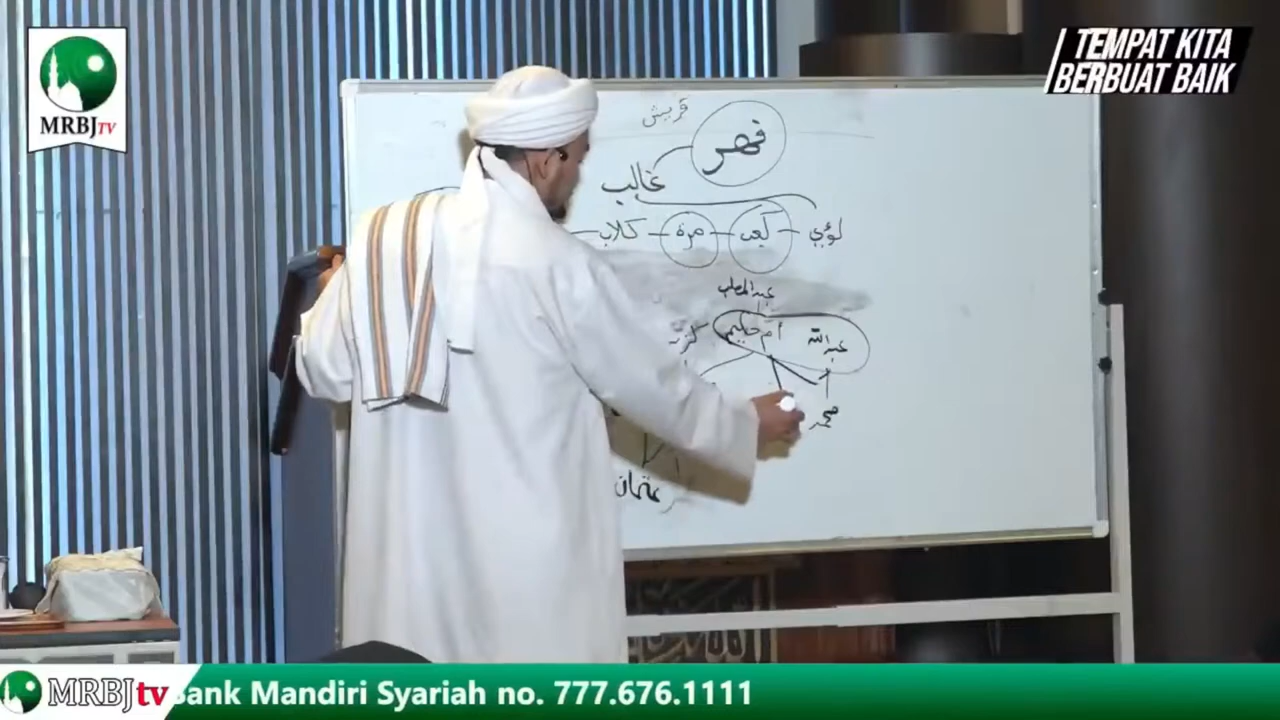 MRBJTV
TEMPAT KITA
BERBUAT BAIK
قريش
فهر
غالب
لؤي كعب مرة كلاب
عبد المطلب
عبد الله أم حكيم
محمد
عثمان
MRBJtv Bank Mandiri Syariah no. 777.676.1111